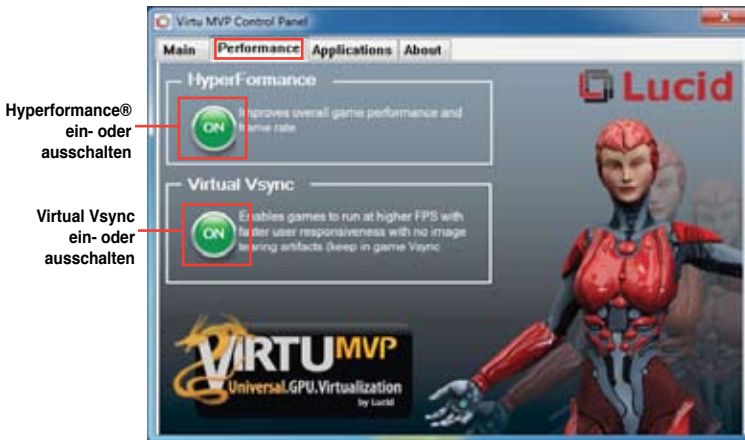 Virtu MVP Control Panel
Main Performance Applications About
HyperFormance
ON
Improves overall game performance and
frame rate
Lucid
Hyperformance®
ein- oder
ausschalten
Virtual Vsync
ON
Enables games to run at higher FPS with
faster user responsiveness with no image
tearing artifacts (keep in game Vsync
Virtual Vsync
ein- oder
ausschalten
VIRTU MVP
Universal.GPU.Virtualization
by Lucid